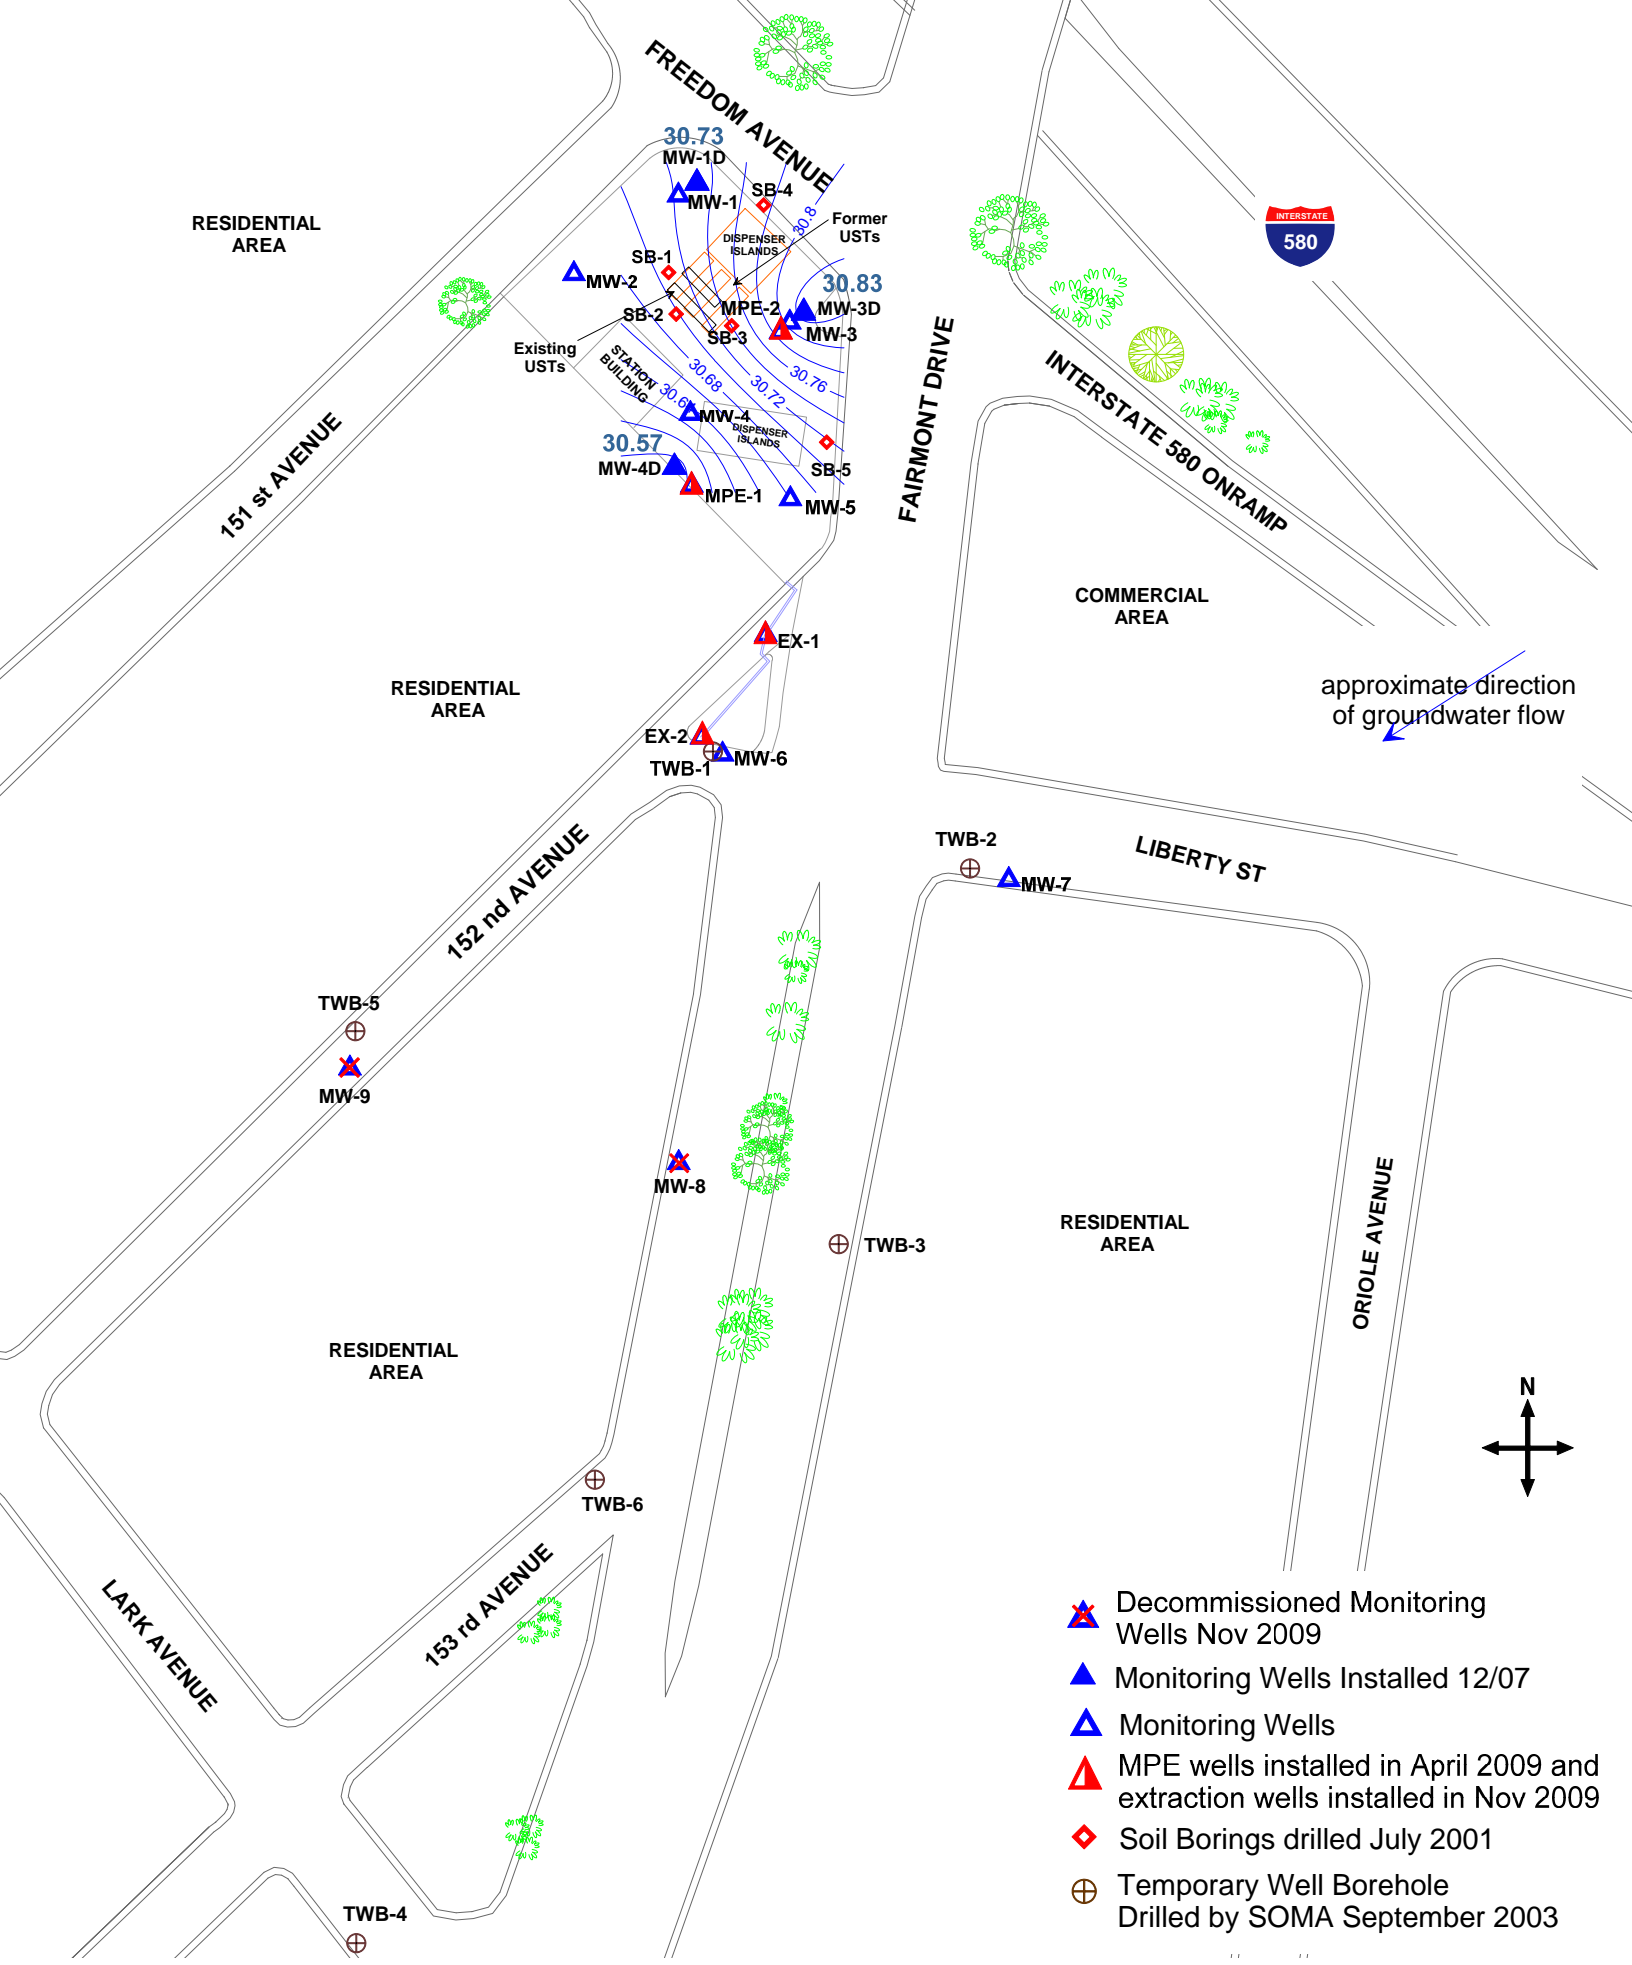 FREEDOM AVENUE
30.73
MW-1D
MW-1
SB-4
30.8
Former
USTs
RESIDENTIAL
AREA
DISPENSER
ISLANDS
INTERSTATE
580
SB-1
MW-2
30.83
MW-3D
MPE-2
MW-3
SB-2
SB-3
Existing
USTs
STATION
BUILDING
30.68
30.72
30.76
MW-4
DISPENSER
ISLANDS
30.57
MW-4D
MPE-1
SB-5
MW-5
FAIRMONT DRIVE
INTERSTATE 580 ONRAMP
151 st AVENUE
COMMERCIAL
AREA
EX-1
RESIDENTIAL
AREA
approximate direction
of groundwater flow
EX-2
MW-6
TWB-1
152 nd AVENUE
TWB-2
MW-7
LIBERTY ST
TWB-5
MW-9
MW-8
TWB-3
RESIDENTIAL
AREA
ORIOLE AVENUE
RESIDENTIAL
AREA
N
TWB-6
153 rd AVENUE
LARK AVENUE
TWB-4
Decommissioned Monitoring
Wells Nov 2009
Monitoring Wells Installed 12/07
Monitoring Wells
MPE wells installed in April 2009 and
extraction wells installed in Nov 2009
Soil Borings drilled July 2001
Temporary Well Borehole
Drilled by SOMA September 2003